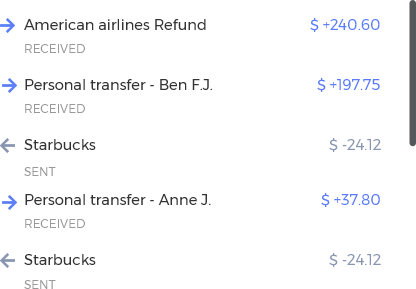 American airlines Refund $ +240.60
RECEIVED
Personal transfer - Ben F.J. $ +197.75
RECEIVED
Starbucks $ -24.12
SENT
Personal transfer - Anne J. $ +37.80
RECEIVED
Starbucks $ -24.12
SENT